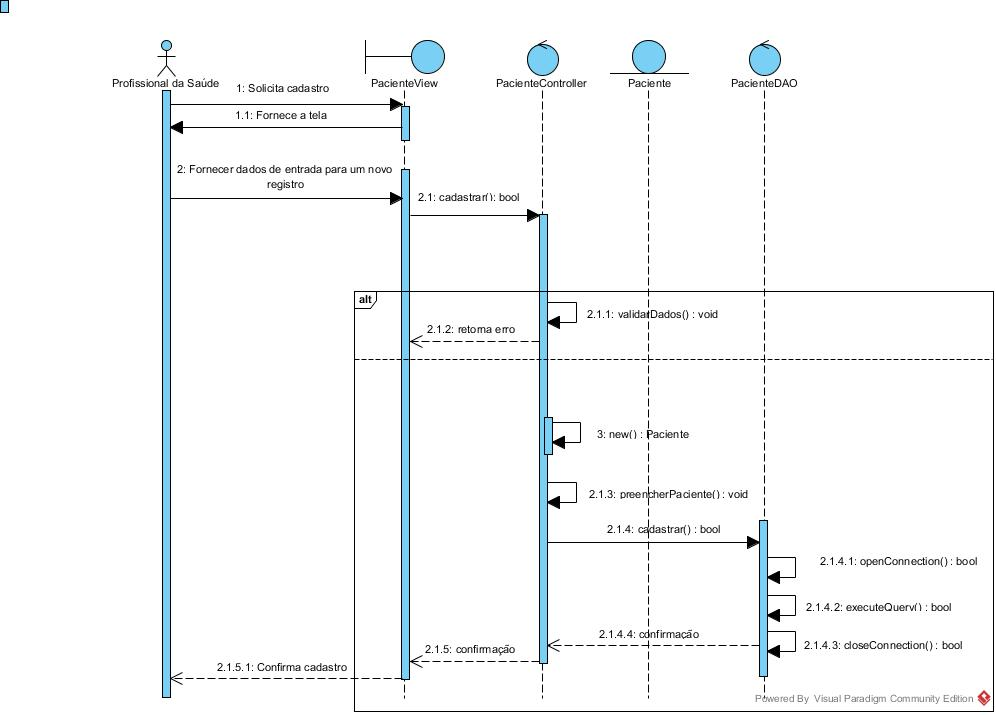 Profissional da Saúde
PacienteView
PacienteController
Paciente
PacienteDAO
1: Solicita cadastro
1.1: Fornece a tela
2: Fornecer dados de entrada para um novo
registro
2.1: cadastrar(): bool
alt
2.1.1: validarDados() : void
2.1.2: retorna erro
3: new() : Paciente
2.1.3: preencherPaciente() : void
2.1.4: cadastrar() : bool
2.1.4.1: openConnection() : bool
2.1.4.2: executeQuery() : bool
2.1.4.3: closeConnection() : bool
2.1.4.4: confirmação
2.1.5: confirmação
2.1.5.1: Confirma cadastro
Powered By Visual Paradigm Community Edition